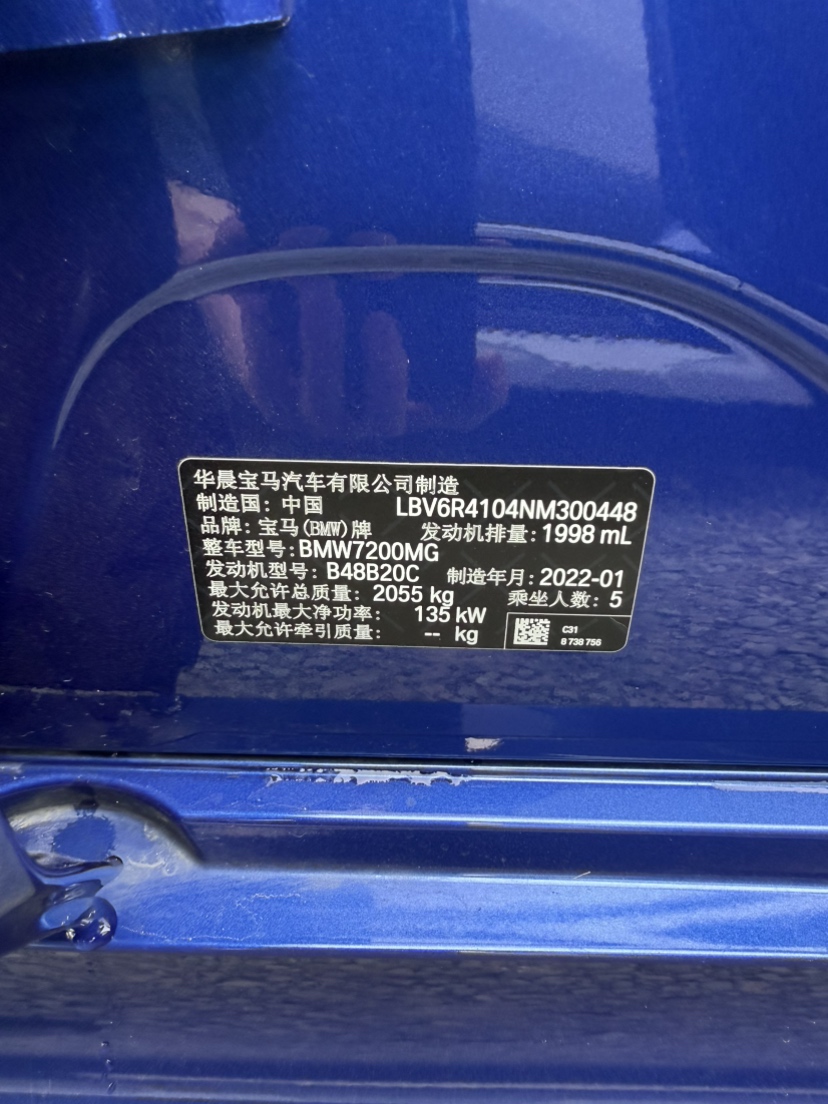 华晨宝马汽车有限公司制造
制造国：中国 LBV6R4104NM300448
品牌：宝马(BMW)牌 发动机排量：1998 mL
整车型号：BMW7200MG
发动机型号：B48B20C 制造年月：2022-01
最大允许总质量：2055 kg 乘坐人数：5
发动机最大净功率： 135 kW
最大允许牵引质量： -- kg
C31
8 738 756